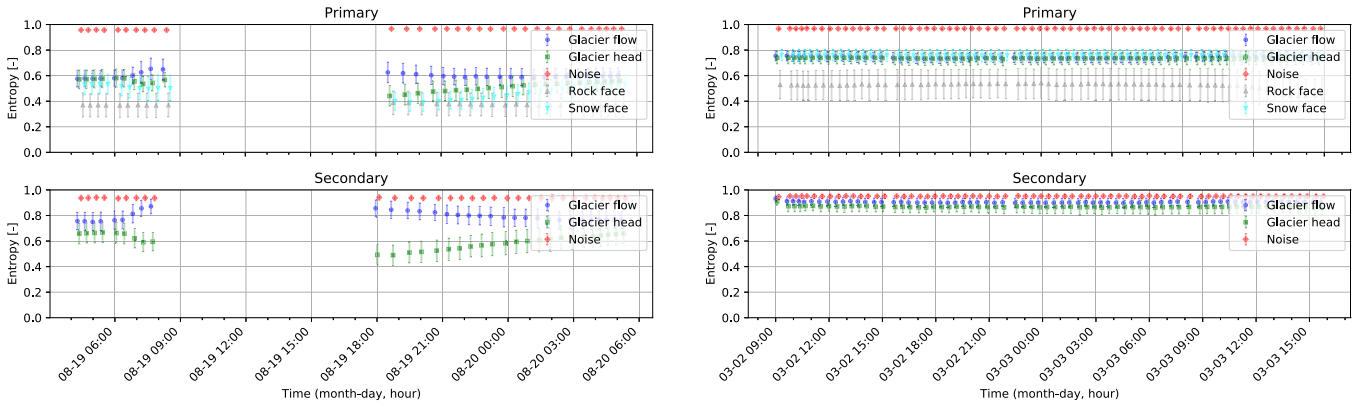 Primary
1.0
0.8
0.6
0.4
0.2
0.0
Entropy [-]
Glacier flow
Glacier head
Noise
Rock face
Snow face
Secondary
1.0
0.8
0.6
0.4
0.2
0.0
Entropy [-]
Glacier flow
Glacier head
Noise
08-19 06:00
08-19 09:00
08-19 12:00
08-19 15:00
08-19 18:00
08-19 21:00
08-20 00:00
08-20 03:00
08-20 06:00
Time (month-day, hour)
Primary
1.0
0.8
0.6
0.4
0.2
0.0
Entropy [-]
Glacier flow
Glacier head
Noise
Rock face
Snow face
Secondary
1.0
0.8
0.6
0.4
0.2
0.0
Entropy [-]
Glacier flow
Glacier head
Noise
03-02 09:00
03-02 12:00
03-02 15:00
03-02 18:00
03-02 21:00
03-03 00:00
03-03 03:00
03-03 06:00
03-03 09:00
03-03 12:00
03-03 15:00
Time (month-day, hour)